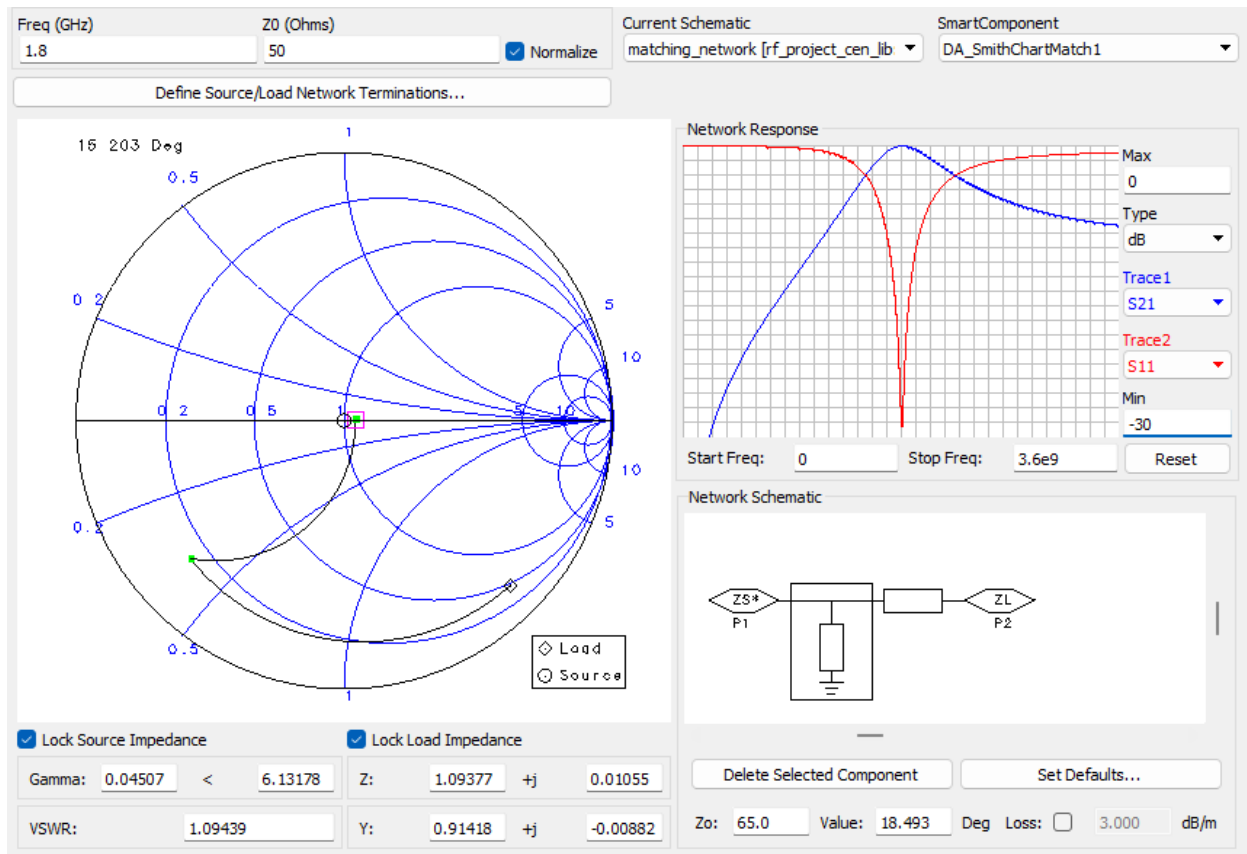 Freq (GHz) Z0 (Ohms)
1.8 50 Normalize
Current Schematic SmartComponent
matching_network [rf_project_cen_lib DA_SmithChartMatch1
Define Source/Load Network Terminations...
15 203 Deg
1
0.5
0 2 5
10
0 2 0 5 1 5 10
10
0.2 5
0.5
1
Load
Source
Network Response
Max
0
Type
dB
Trace1
S21
Trace2
S11
Min
-30
Start Freq: 0 Stop Freq: 3.6e9 Reset
Network Schematic
ZS* ZL
P1 P2
Lock Source Impedance Lock Load Impedance
Gamma: 0.04507 < 6.13178 Z: 1.09377 +j 0.01055
VSWR: 1.09439 Y: 0.91418 +j -0.00882
Delete Selected Component Set Defaults...
Zo: 65.0 Value: 18.493 Deg Loss: 3.000 dB/m